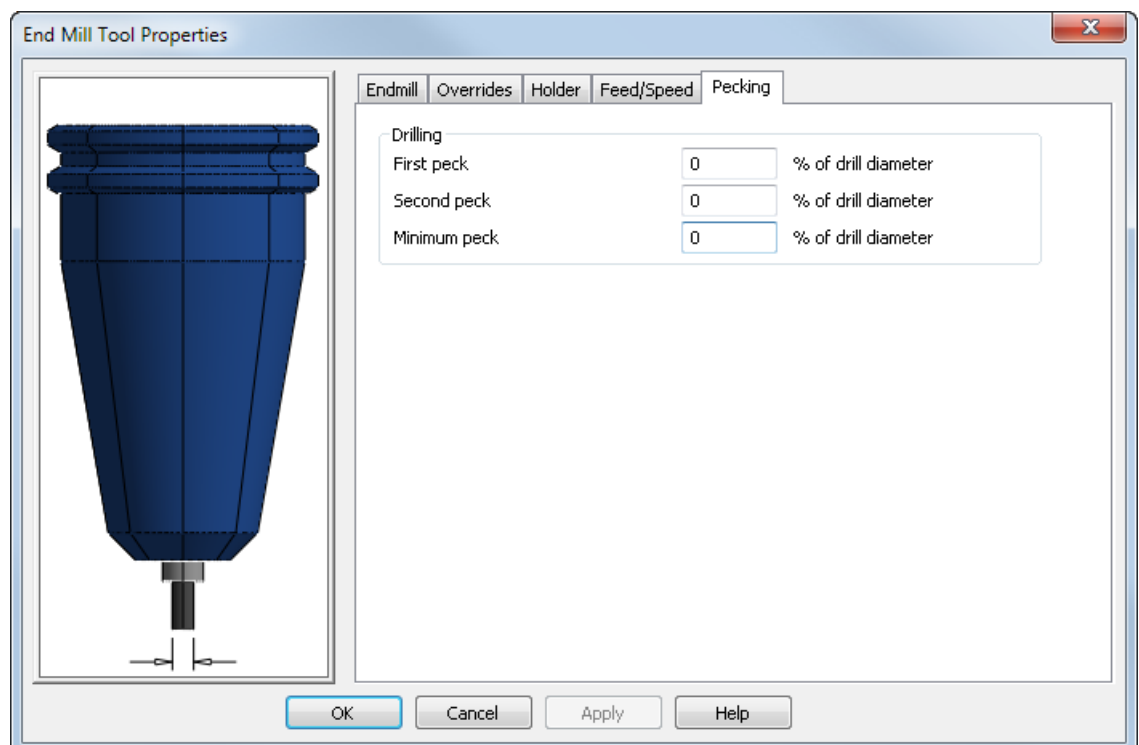 End Mill Tool Properties
Endmill Overrides Holder Feed/Speed Pecking
Drilling
First peck 0 % of drill diameter
Second peck 0 % of drill diameter
Minimum peck 0 % of drill diameter
OK Cancel Apply Help